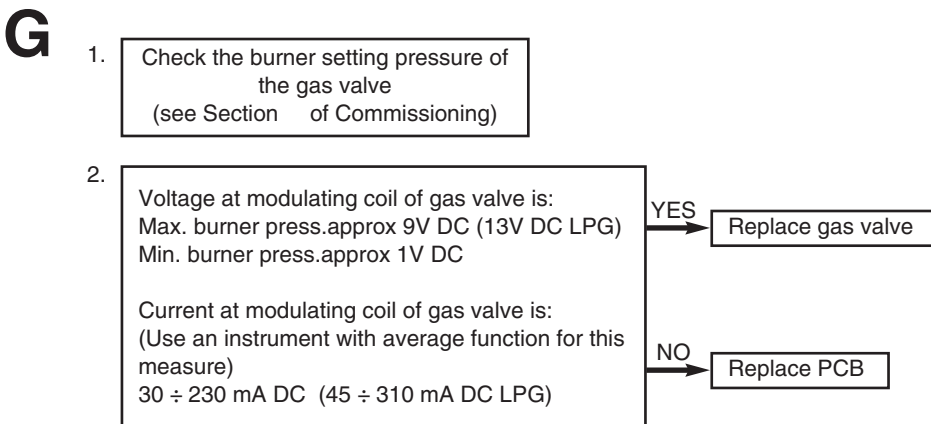 G
1.
Check the burner setting pressure of
the gas valve
(see Section of Commissioning)
2.
Voltage at modulating coil of gas valve is:
Max. burner press.approx 9V DC (13V DC LPG)
Min. burner press.approx 1V DC
Current at modulating coil of gas valve is:
(Use an instrument with average function for this
measure)
30 ÷ 230 mA DC (45 ÷ 310 mA DC LPG)
YES
Replace gas valve
NO
Replace PCB